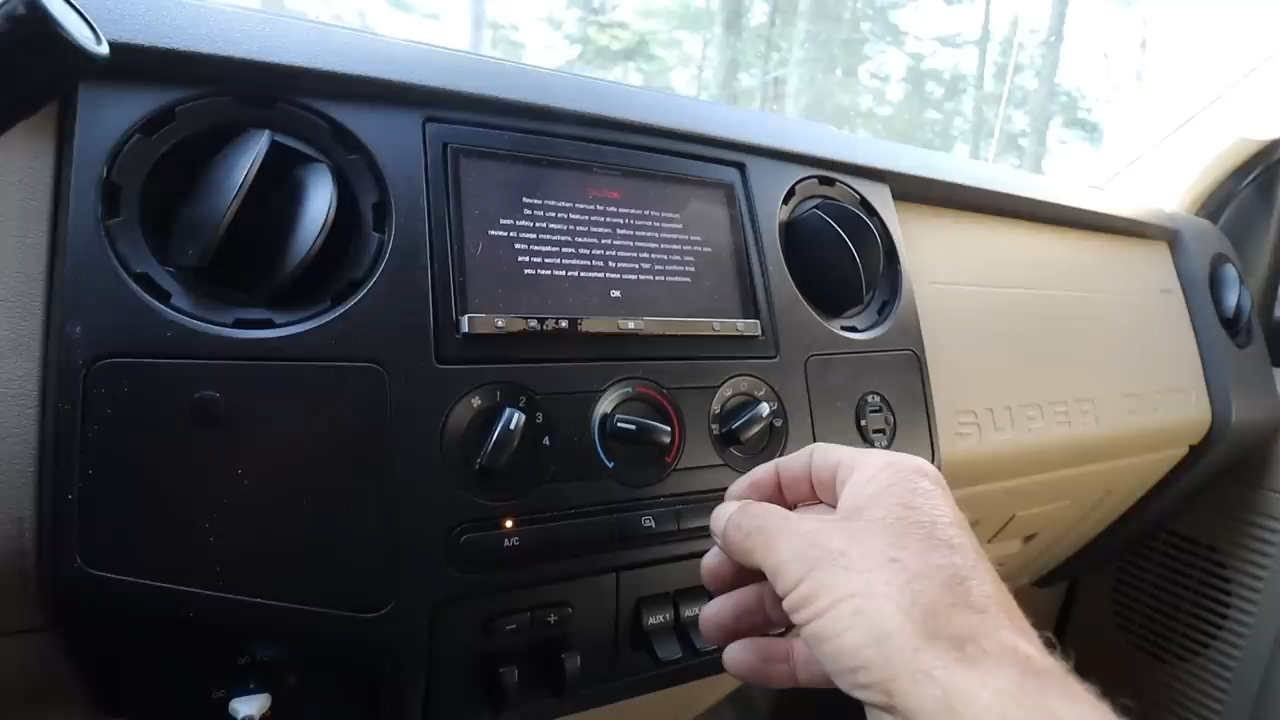 CAUTION
Review instruction manual for safe operation of this product.
Do not use any feature while driving if it cannot be operated
both safely and legally in your location. Before operating smartphone apps,
review all usage instructions, cautions, and warning messages provided with the app.
With navigation apps, stay alert and observe safe driving rules, laws,
and real world conditions first. By pressing "OK", you confirm that
you have read and accepted these usage terms and conditions.
OK
1
2
3
4
SUPER DUTY
A/C
AUX 1
AUX